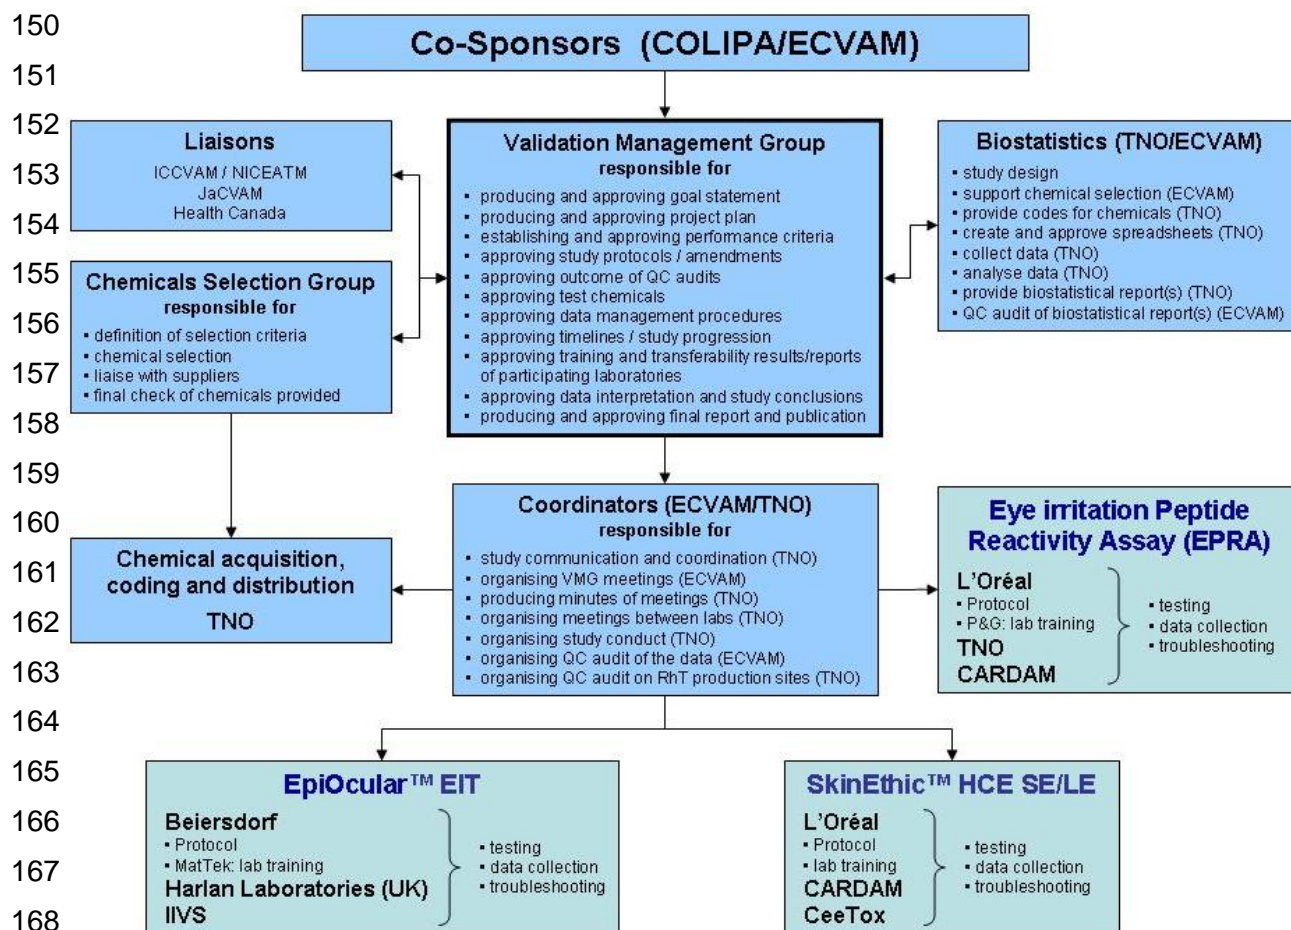 150
151
152
153
154
155
156
157
158
159
160
161
162
163
164
165
166
167
168
Co-Sponsors (COLIPA/ECVAM)
Liaisons
ICCVAM / NICEATM
JaCVAM
Health Canada
Validation Management Group
responsible for
▪ producing and approving goal statement
▪ producing and approving project plan
▪ establishing and approving performance criteria
▪ approving study protocols / amendments
▪ approving outcome of QC audits
▪ approving test chemicals
▪ approving data management procedures
▪ approving timelines / study progression
▪ approving training and transferability results/reports
of participating laboratories
▪ approving data interpretation and study conclusions
▪ producing and approving final report and publication
Biostatistics (TNO/ECVAM)
▪ study design
▪ support chemical selection (ECVAM)
▪ provide codes for chemicals (TNO)
▪ create and approve spreadsheets (TNO)
▪ collect data (TNO)
▪ analyse data (TNO)
▪ provide biostatistical report(s) (TNO)
▪ QC audit of biostatistical report(s) (ECVAM)
Chemicals Selection Group
responsible for
▪ definition of selection criteria
▪ chemical selection
▪ liaise with suppliers
▪ final check of chemicals provided
Coordinators (ECVAM/TNO)
responsible for
▪ study communication and coordination (TNO)
▪ organising VMG meetings (ECVAM)
▪ producing minutes of meetings (TNO)
▪ organising meetings between labs (TNO)
▪ organising study conduct (TNO)
▪ organising QC audit of the data (ECVAM)
▪ organising QC audit on RhT production sites (TNO)
Chemical acquisition,
coding and distribution
TNO
Eye irritation Peptide
Reactivity Assay (EPRA)
L'Oréal
▪ Protocol
▪ P&G: lab training
TNO
CARDAM
▪ testing
▪ data collection
▪ troubleshooting
EpiOcular™ EIT
Beiersdorf
▪ Protocol
▪ MatTek: lab training
Harlan Laboratories (UK)
IIVS
▪ testing
▪ data collection
▪ troubleshooting
SkinEthic™ HCE SE/LE
L'Oréal
▪ Protocol
▪ lab training
CARDAM
CeeTox
▪ testing
▪ data collection
▪ troubleshooting